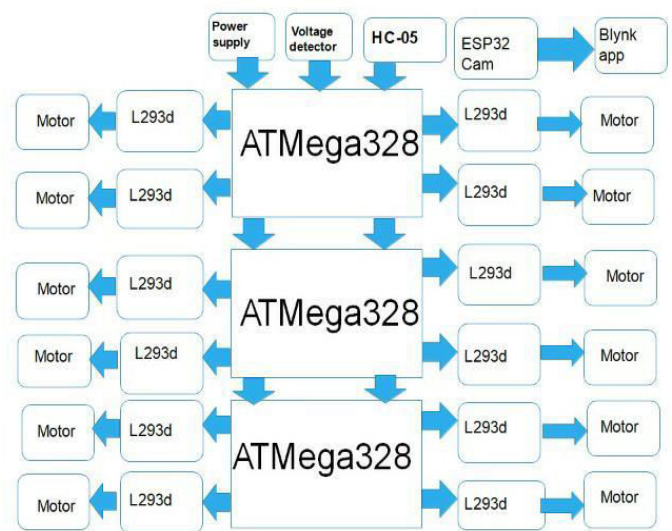 Power
supply
Voltage
detector
HC-05
ESP32
Cam
Blynk
app
Motor
L293d
ATMega328
L293d
Motor
Motor
L293d
L293d
Motor
Motor
L293d
ATMega328
L293d
Motor
Motor
L293d
L293d
Motor
Motor
L293d
ATMega328
L293d
Motor
Motor
L293d
L293d
Motor